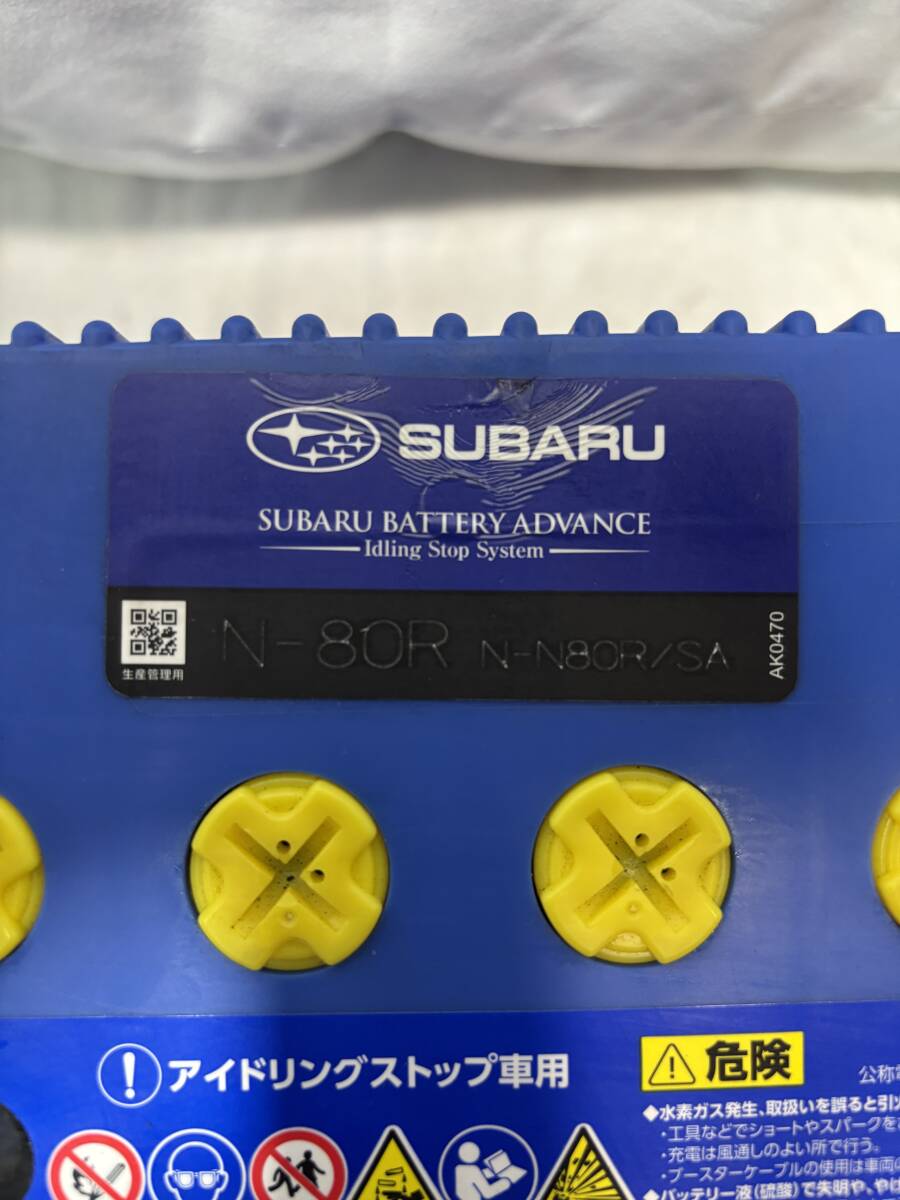 SUBARU
SUBARU BATTERY ADVANCE
Idling Stop System
生産管理用
N-80R N-N80R/SA
AK0470
アイドリングストップ車用
危険
公称電
◆水素ガス発生、取扱いを誤ると引火
・工具などでショートやスパークを
・充電は風通しのよい所で行う。
・ブースターケーブルの使用は車両の
◆バッテリー液(硫酸)で失明や、やけ